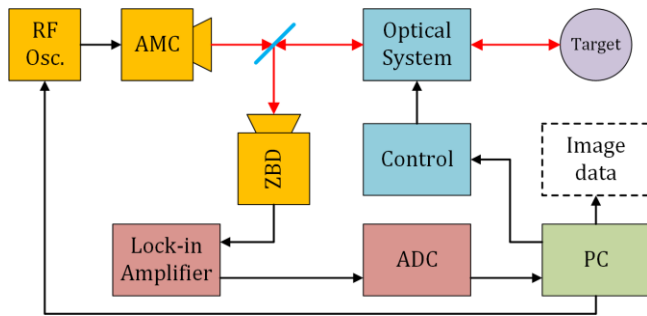 RF
Osc.
AMC
Optical
System
Target
ZBD
Control
Image
data
Lock-in
Amplifier
ADC
PC